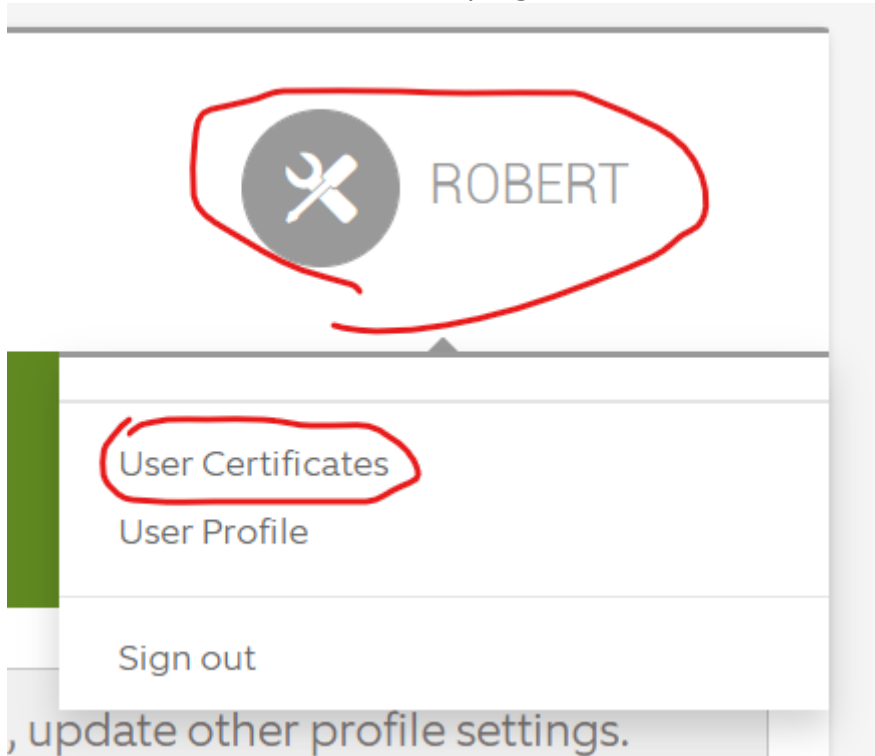 ROBERT
User Certificates
User Profile
Sign out
, update other profile settings.